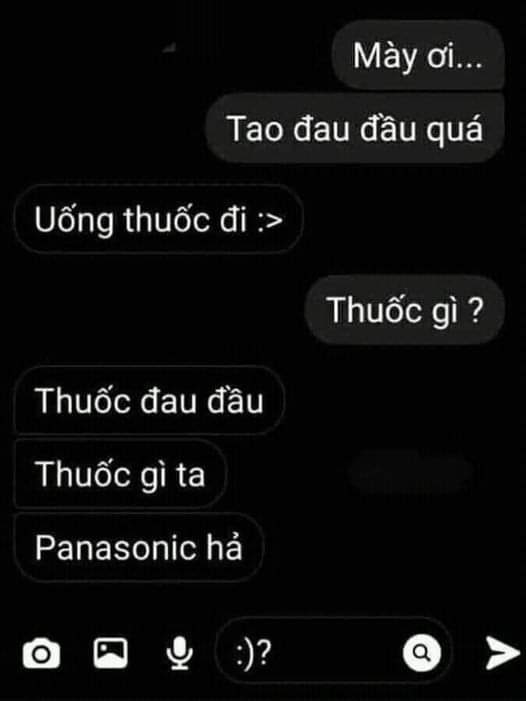 Mày ơi...
Tao đau đầu quá
Uống thuốc đi :>
Thuốc gì ?
Thuốc đau đầu
Thuốc gì ta
Panasonic hả
:)?